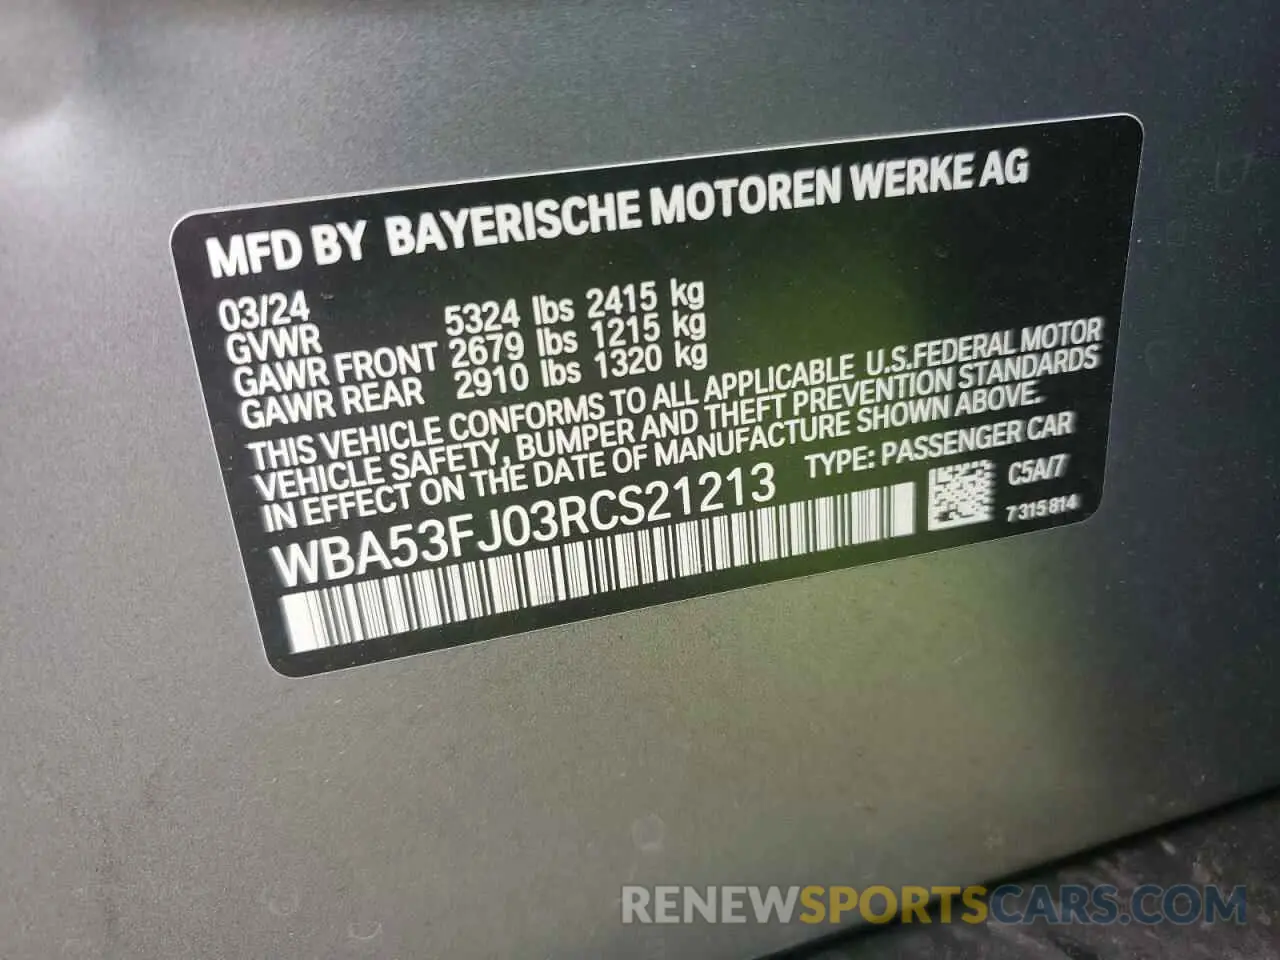 MFD BY BAYERISCHE MOTOREN WERKE AG
03/24
GVWR 5324 lbs 2415 kg
GAWR FRONT 2679 lbs 1215 kg
GAWR REAR 2910 lbs 1320 kg
THIS VEHICLE CONFORMS TO ALL APPLICABLE U.S.FEDERAL MOTOR
VEHICLE SAFETY, BUMPER AND THEFT PREVENTION STANDARDS
IN EFFECT ON THE DATE OF MANUFACTURE SHOWN ABOVE.
WBA53FJ03RCS21213 TYPE: PASSENGER CAR
C5A/7
7 315 814
RENEWSPORTSCARS.COM